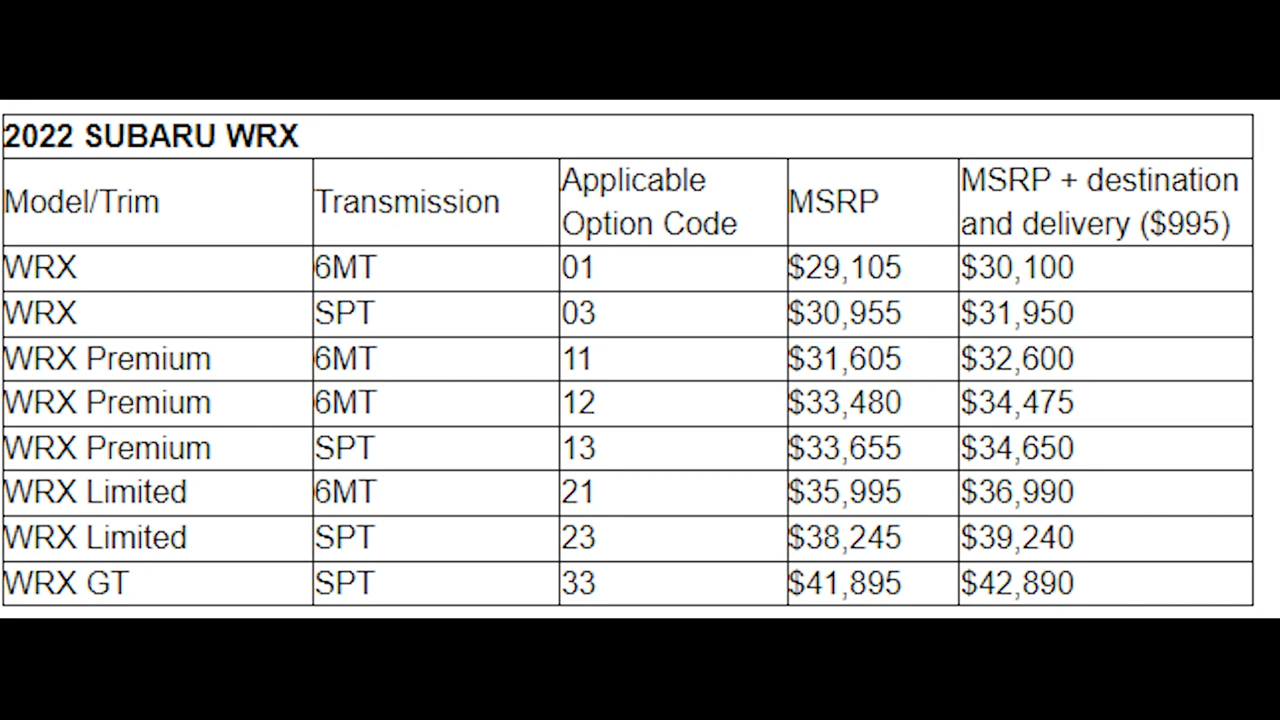 2022 SUBARU WRX
Model/Trim Transmission Applicable Option Code MSRP MSRP + destination and delivery ($995)
WRX 6MT 01 $29,105 $30,100
WRX SPT 03 $30,955 $31,950
WRX Premium 6MT 11 $31,605 $32,600
WRX Premium 6MT 12 $33,480 $34,475
WRX Premium SPT 13 $33,655 $34,650
WRX Limited 6MT 21 $35,995 $36,990
WRX Limited SPT 23 $38,245 $39,240
WRX GT SPT 33 $41,895 $42,890